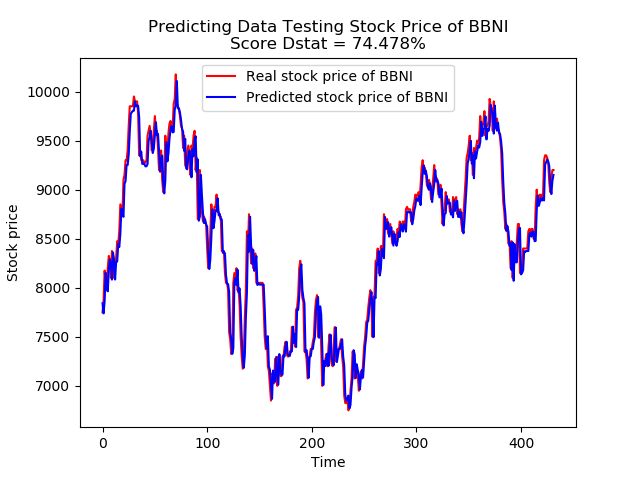 Predicting Data Testing Stock Price of BBNI
Score Dstat = 74.478%
Real stock price of BBNI
Predicted stock price of BBNI
10000
9500
9000
8500
8000
7500
7000
Stock price
0 100 200 300 400
Time